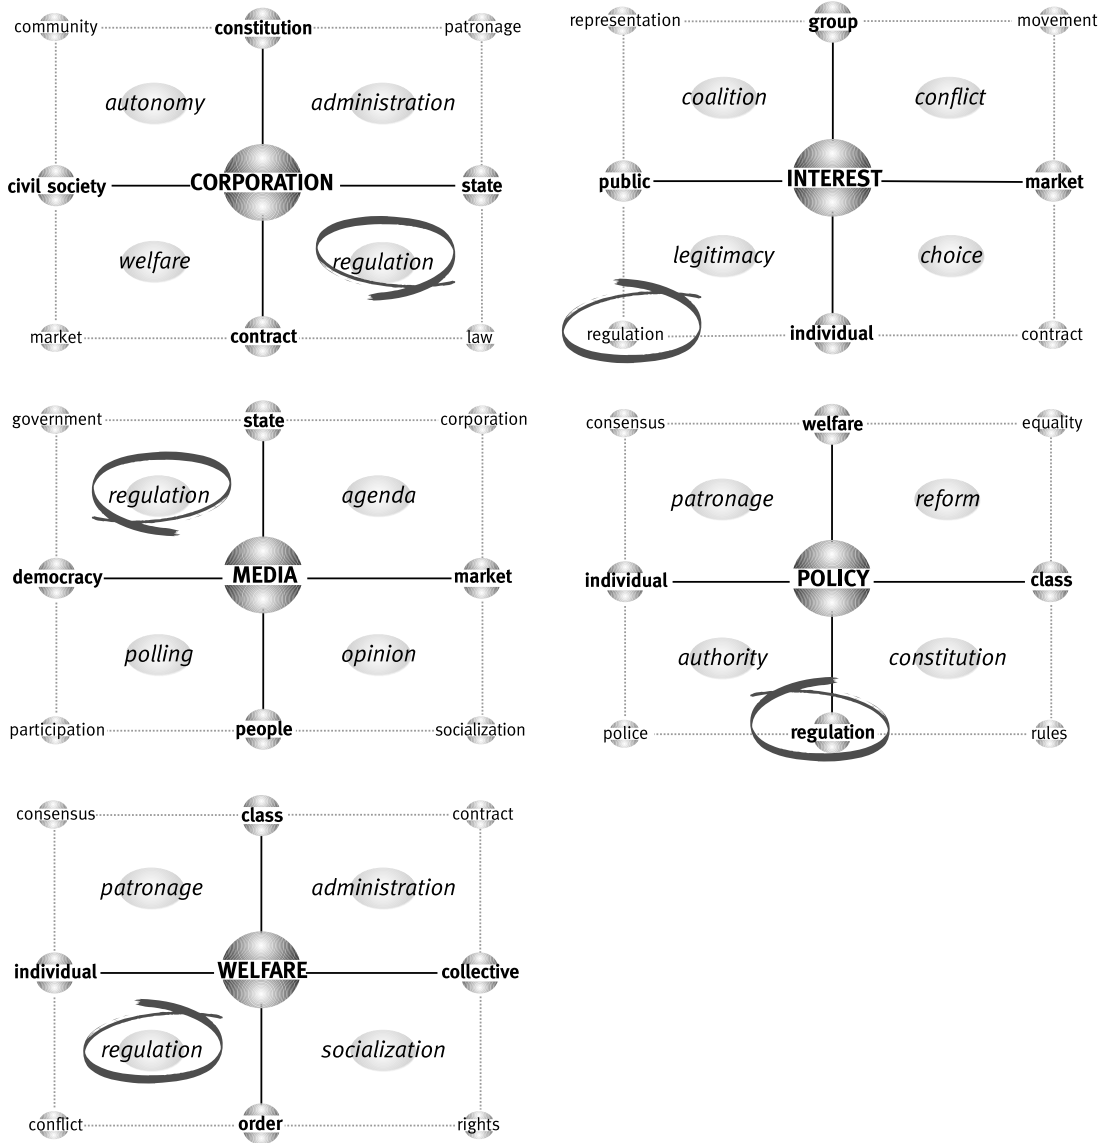 community constitution patronage
autonomy administration
civil society CORPORATION state
welfare regulation
market contract law
representation group movement
coalition conflict
public INTEREST market
legitimacy choice
regulation individual contract
government state corporation
regulation agenda
democracy MEDIA market
polling opinion
participation people socialization
consensus welfare equality
patronage reform
individual POLICY class
authority constitution
police regulation rules
consensus class contract
patronage administration
individual WELFARE collective
regulation socialization
conflict order rights